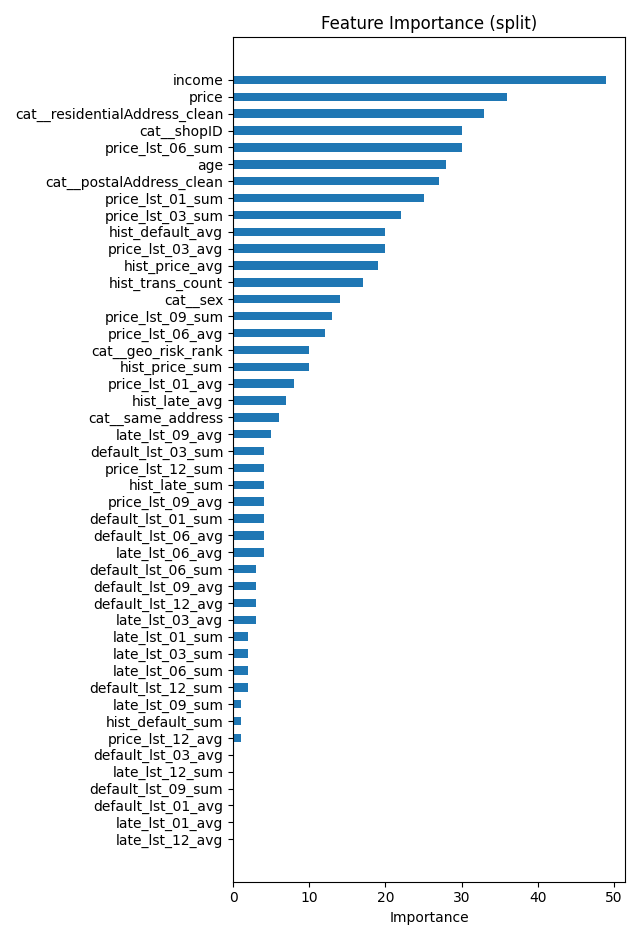 Feature Importance (split)
income
price
cat__residentialAddress_clean
cat__shopID
price_lst_06_sum
age
cat__postalAddress_clean
price_lst_01_sum
price_lst_03_sum
hist_default_avg
price_lst_03_avg
hist_price_avg
hist_trans_count
cat__sex
price_lst_09_sum
price_lst_06_avg
cat__geo_risk_rank
hist_price_sum
price_lst_01_avg
hist_late_avg
cat__same_address
late_lst_09_avg
default_lst_03_sum
price_lst_12_sum
hist_late_sum
price_lst_09_avg
default_lst_01_sum
default_lst_06_avg
late_lst_06_avg
default_lst_06_sum
default_lst_09_avg
default_lst_12_avg
late_lst_03_avg
late_lst_01_sum
late_lst_03_sum
late_lst_06_sum
default_lst_12_sum
late_lst_09_sum
hist_default_sum
price_lst_12_avg
default_lst_03_avg
late_lst_12_sum
default_lst_09_sum
default_lst_01_avg
late_lst_01_avg
late_lst_12_avg
0 10 20 30 40 50
Importance